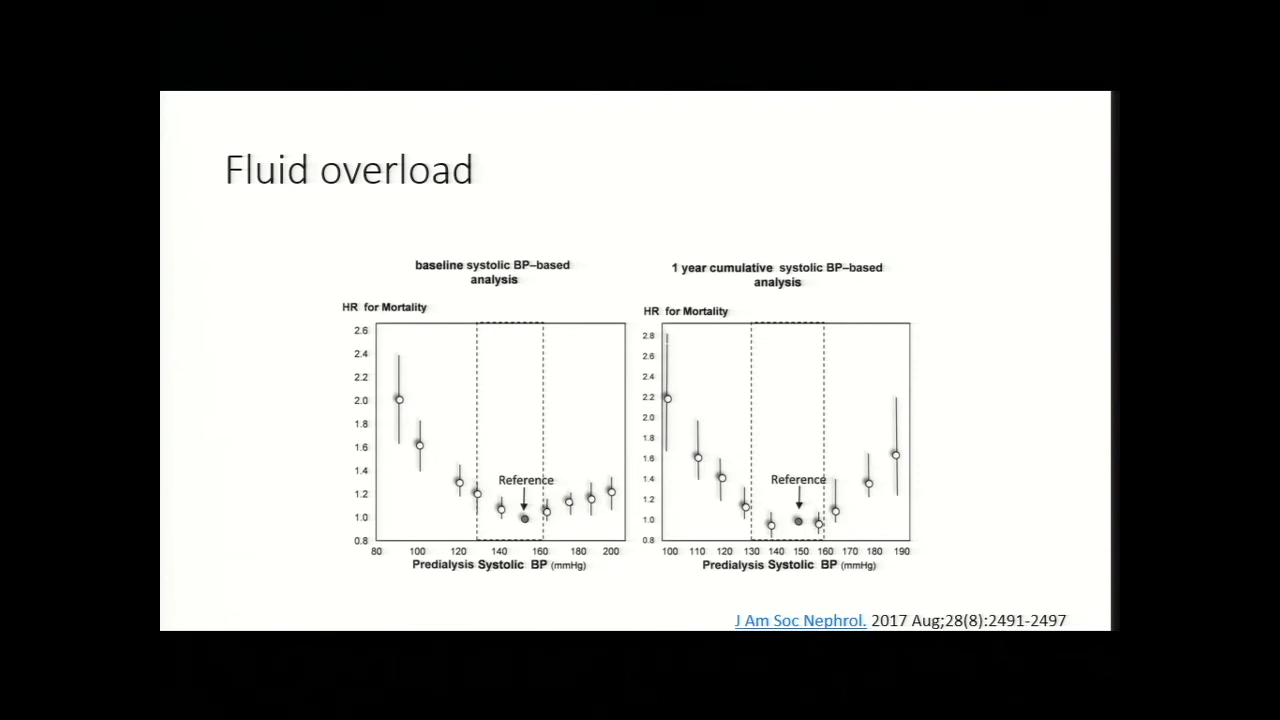 Fluid overload
baseline systolic BP–based
analysis
HR for Mortality
2.6
2.4
2.2
2.0
1.8
1.6
1.4
1.2
1.0
0.8
Reference
80 100 120 140 160 180 200
Predialysis Systolic BP (mmHg)
1 year cumulative systolic BP–based
analysis
HR for Mortality
2.8
2.6
2.4
2.2
2.0
1.8
1.6
1.4
1.2
1.0
0.8
Reference
100 110 120 130 140 150 160 170 180 190
Predialysis Systolic BP (mmHg)
J Am Soc Nephrol. 2017 Aug;28(8):2491-2497